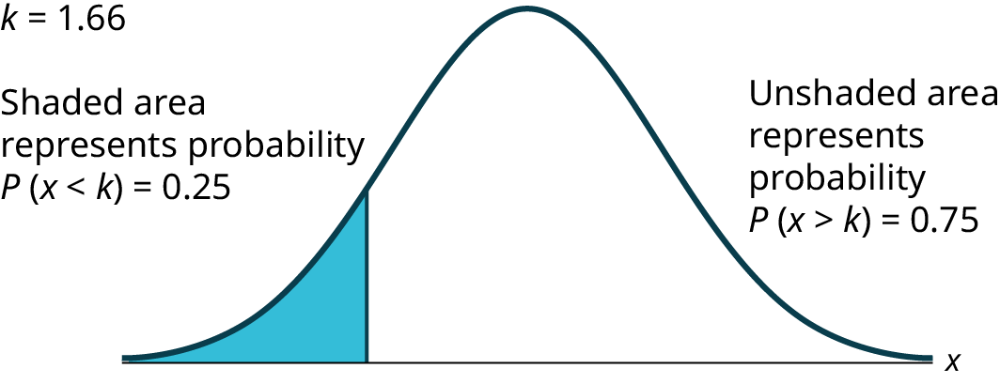 k = 1.66
Shaded area
represents probability
P (x < k) = 0.25
Unshaded area
represents
probability
P (x > k) = 0.75
x